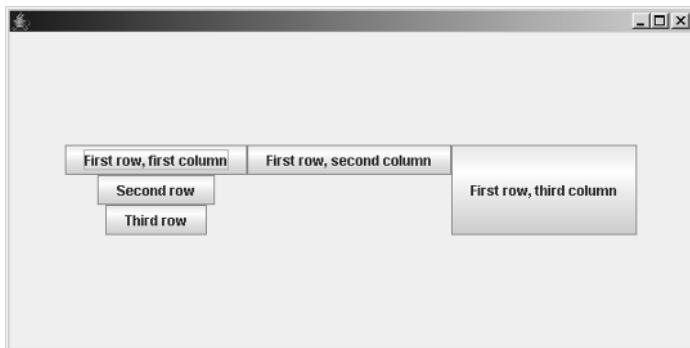 First row, first column
First row, second column
First row, third column
Second row
Third row